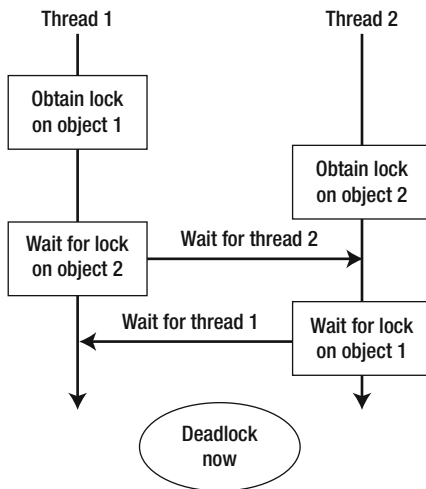 Thread 1
Thread 2
Obtain lock
on object 1
Obtain lock
on object 2
Wait for lock
on object 2
Wait for thread 2
Wait for thread 1
Wait for lock
on object 1
Deadlock
now